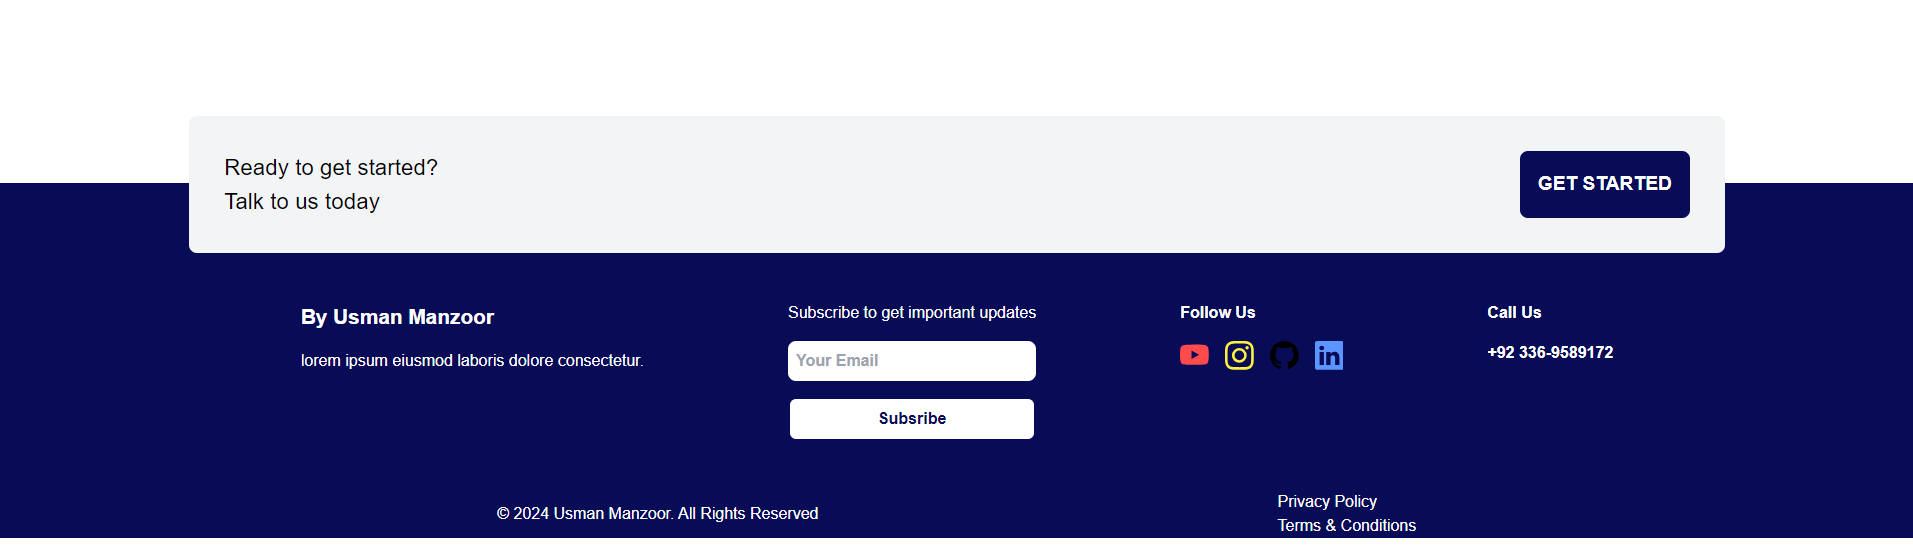 Ready to get started?
Talk to us today
GET STARTED
By Usman Manzoor
lorem ipsum eiusmod laboris dolore consectetur.
Subscribe to get important updates
Your Email
Subsribe
Follow Us
in
Call Us
+92 336-9589172
© 2024 Usman Manzoor. All Rights Reserved
Privacy Policy
Terms & Conditions